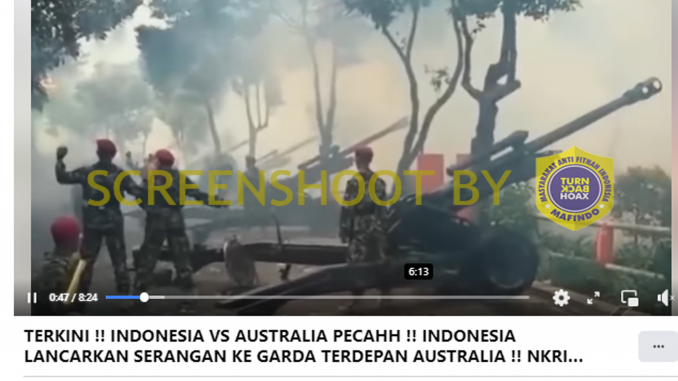 SCREENSHOOT BY
MASYARAKAT ANTI FITNAH INDONESIA
TURN
BACK
HOAX
MAFINDO
6:13
0:47 / 8:24
TERKINI !! INDONESIA VS AUSTRALIA PECAHH !! INDONESIA
LANCARKAN SERANGAN KE GARDA TERDEPAN AUSTRALIA !! NKRI...